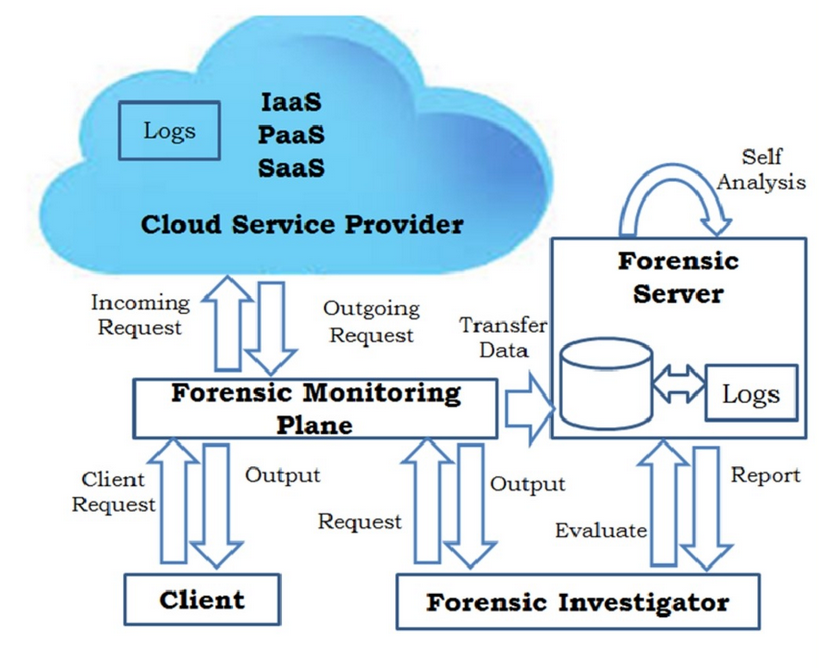 IaaS
PaaS
SaaS
Logs
Cloud Service Provider
Self
Analysis
Forensic
Server
Incoming
Request
Outgoing
Request
Transfer
Data
Forensic Monitoring
Plane
Logs
Client
Request
Output
Request
Output
Evaluate
Report
Client
Forensic Investigator